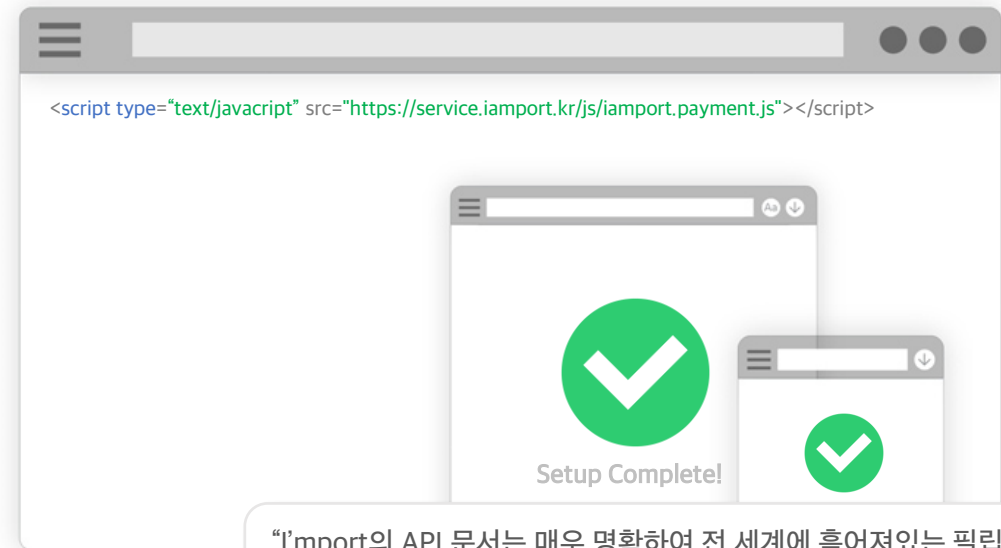 <script type=“text/javacript” src="https://service.iamport.kr/js/iamport.payment.js"></script>
Aa
Setup Complete!
“I’mport의 API 문서는 매우 명확하여 전 세계에 흩어져있는